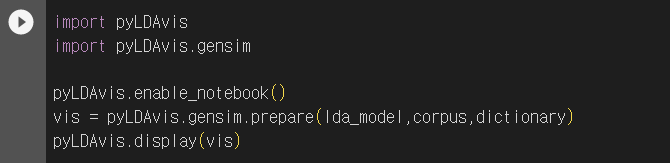 import pyLDAvis
import pyLDAvis.gensim
pyLDAvis.enable_notebook()
vis = pyLDAvis.gensim.prepare(lda_model,corpus,dictionary)
pyLDAvis.display(vis)